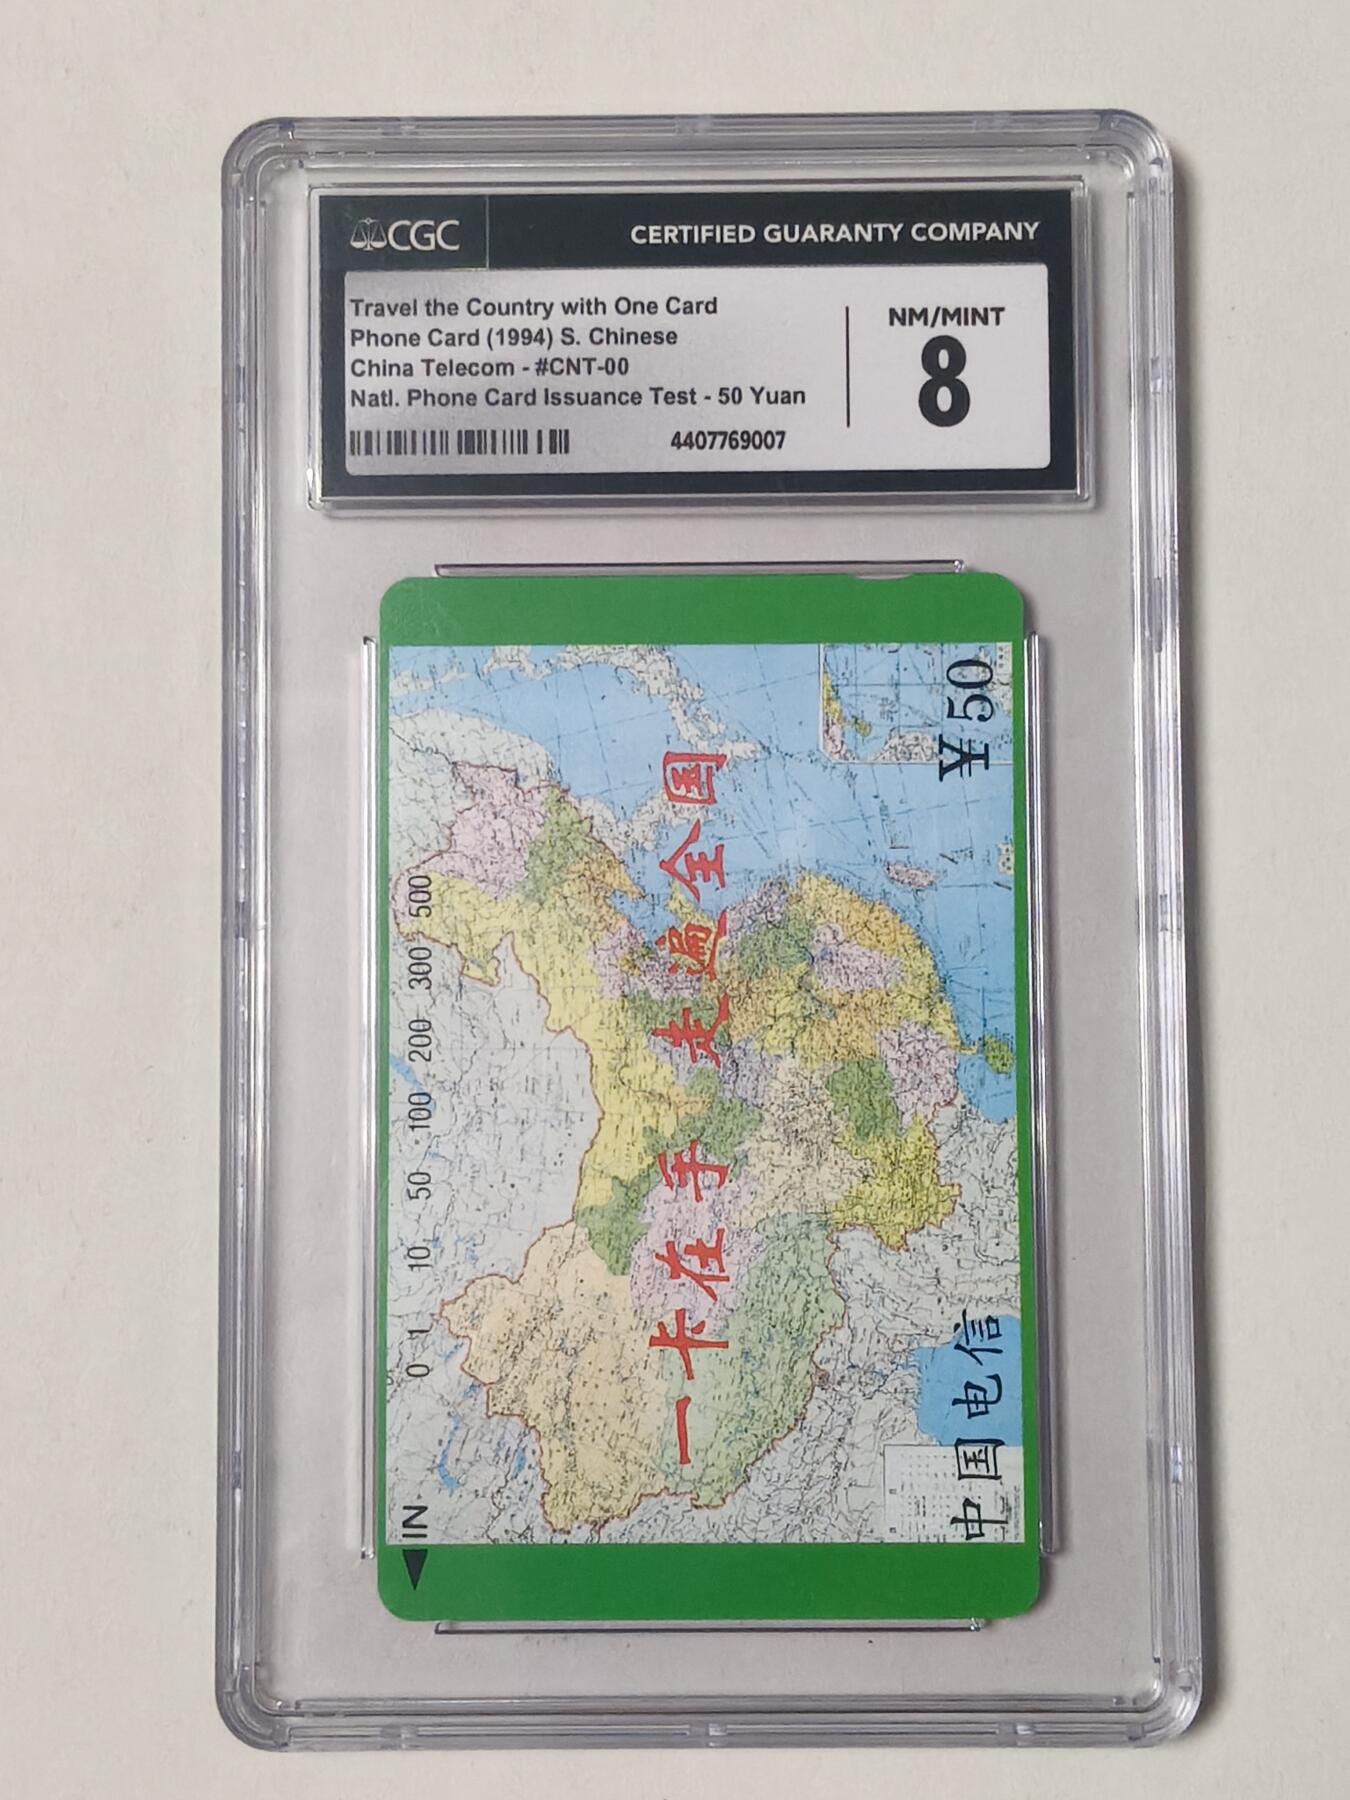 CGC
CERTIFIED GUARANTY COMPANY
Travel the Country with One Card
Phone Card (1994) S. Chinese
China Telecom - #CNT-00
Natl. Phone Card Issuance Test - 50 Yuan
4407769007
NM/MINT
8
IN 0 1 10 50 100 200 300 500
一卡在手 走遍全国
中国电信 ¥50